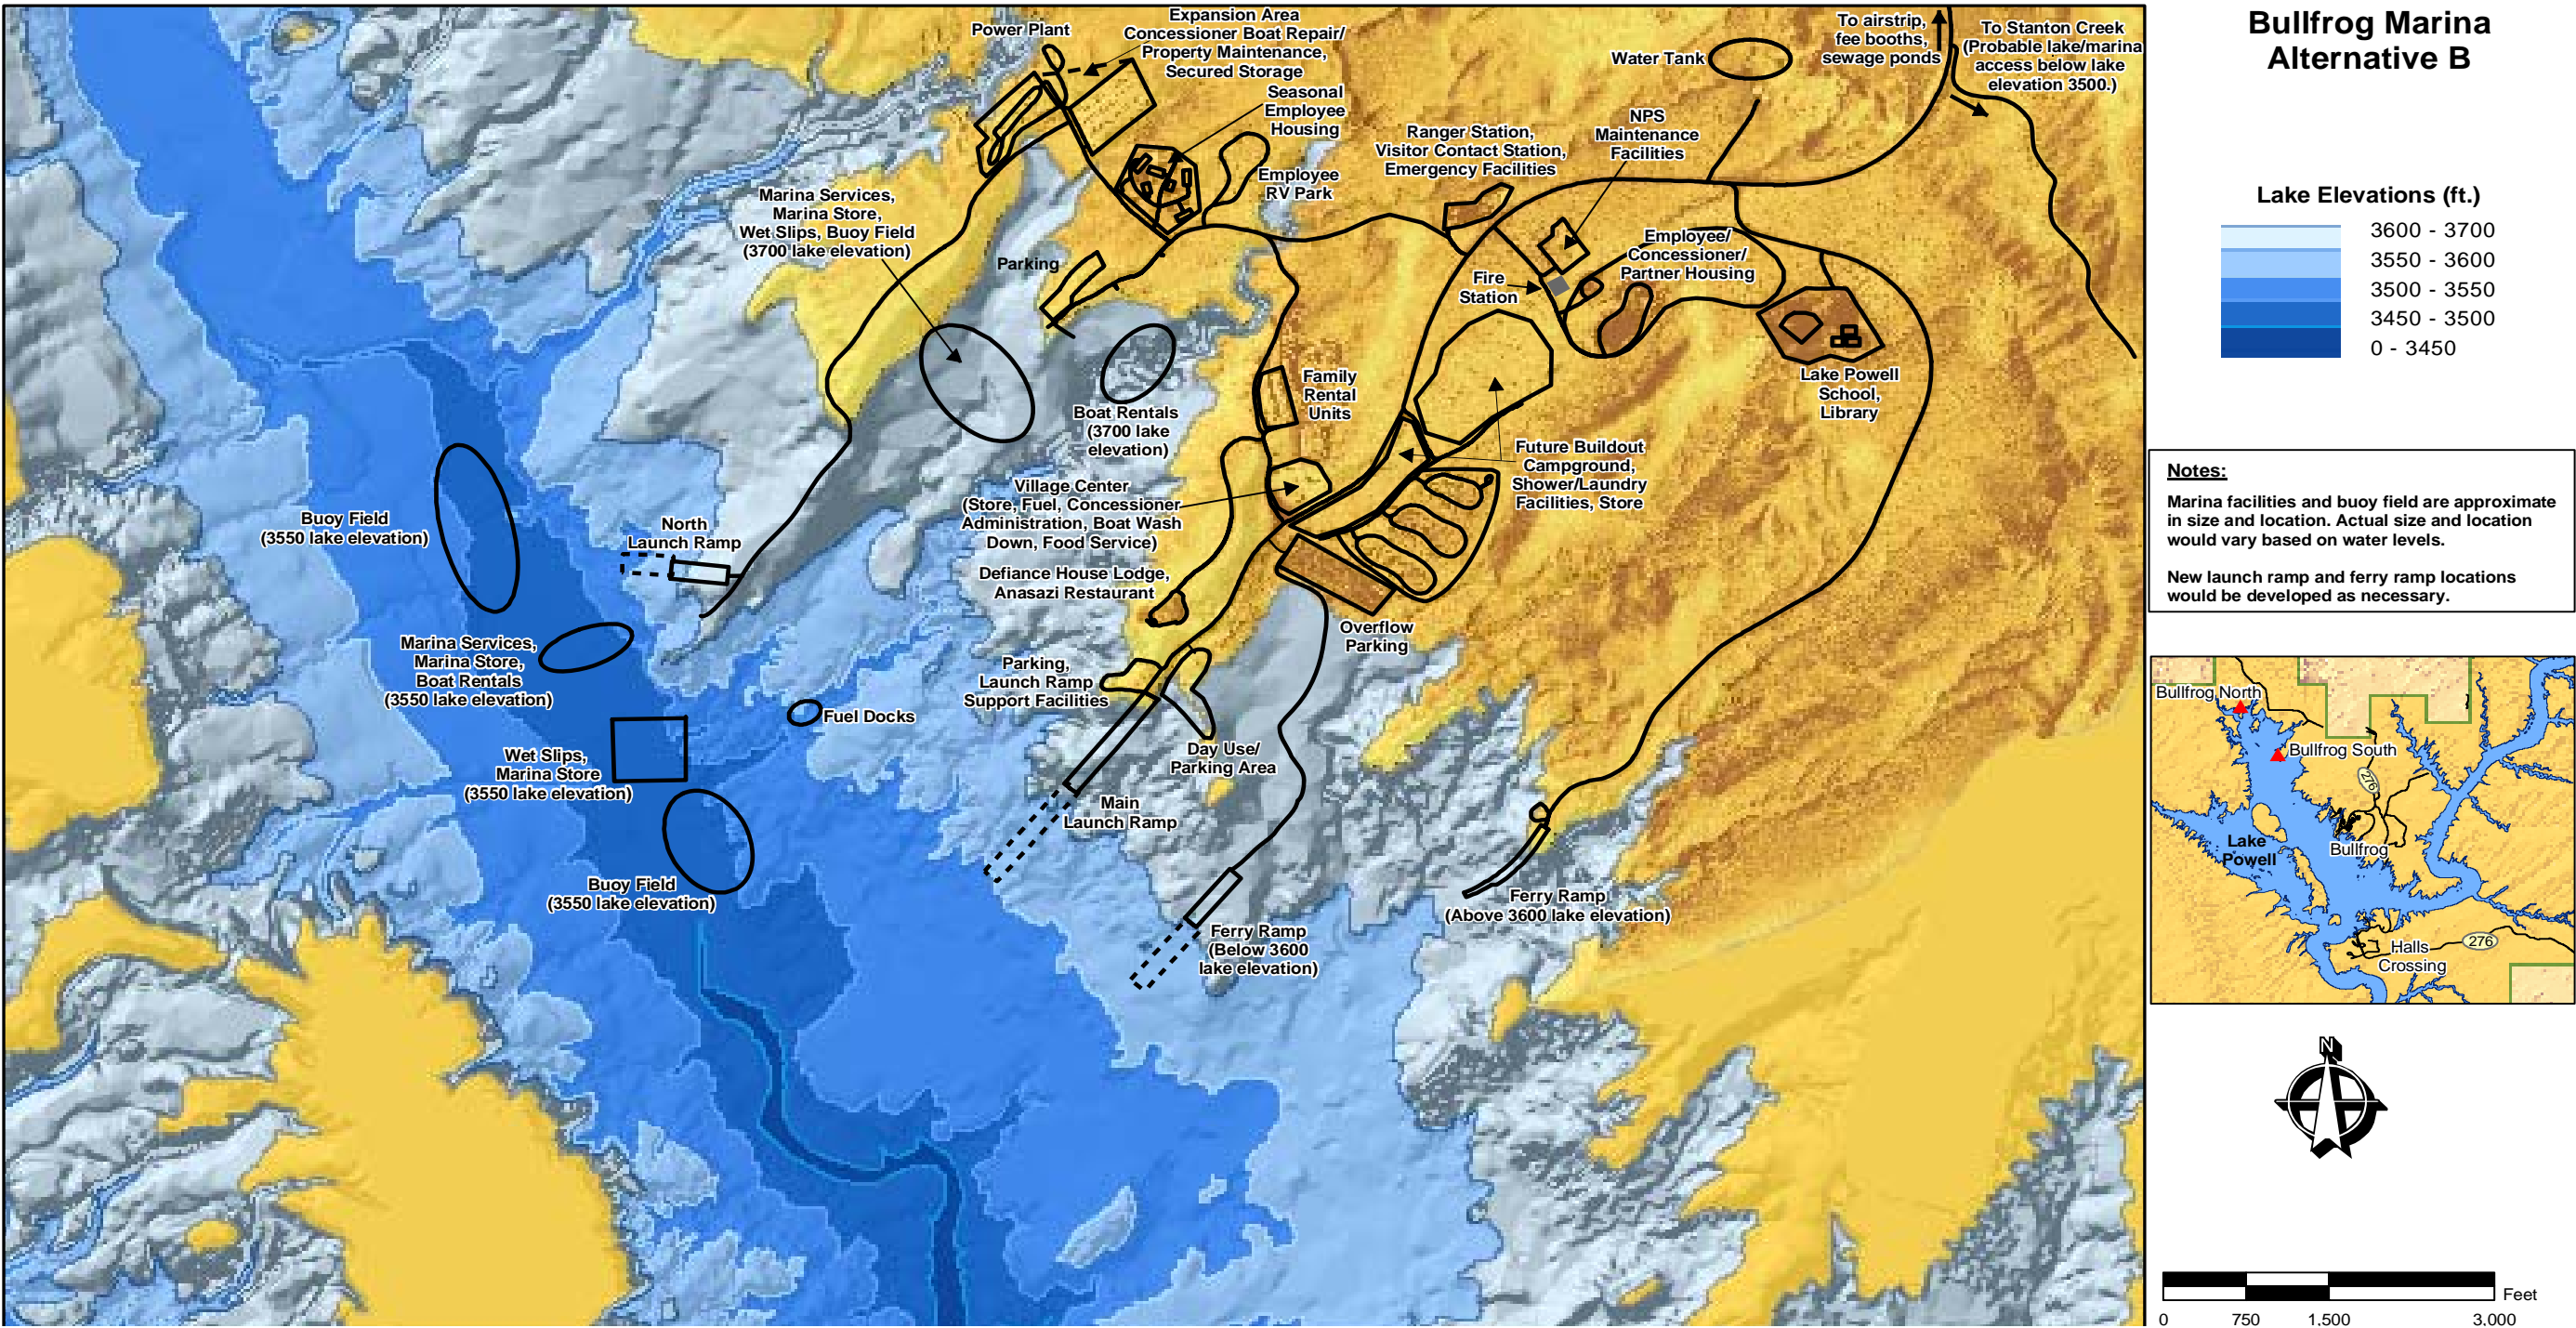 Bullfrog Marina
Alternative B
Lake Elevations (ft.)
3600 - 3700
3550 - 3600
3500 - 3550
3450 - 3500
0 - 3450
Notes:
Marina facilities and buoy field are approximate
in size and location. Actual size and location
would vary based on water levels.
New launch ramp and ferry ramp locations
would be developed as necessary.
Power Plant
Expansion Area
Concessioner Boat Repair/
Property Maintenance,
Secured Storage
Seasonal
Employee
Housing
Employee
RV Park
Water Tank
To airstrip,
fee booths,
sewage ponds
To Stanton Creek
(Probable lake/marina
access below lake
elevation 3500.)
NPS
Maintenance
Facilities
Ranger Station,
Visitor Contact Station,
Emergency Facilities
Marina Services,
Marina Store,
Wet Slips, Buoy Field
(3700 lake elevation)
Parking
Employee/
Concessioner/
Partner Housing
Fire
Station
Lake Powell
School,
Library
Family
Rental
Units
Boat Rentals
(3700 lake
elevation)
Future Buildout
Campground,
Shower/Laundry
Facilities, Store
Village Center
(Store, Fuel, Concessioner
Administration, Boat Wash
Down, Food Service)
Buoy Field
(3550 lake elevation)
North
Launch Ramp
Defiance House Lodge,
Anasazi Restaurant
Overflow
Parking
Marina Services,
Marina Store,
Boat Rentals
(3550 lake elevation)
Parking,
Launch Ramp
Support Facilities
Fuel Docks
Day Use/
Parking Area
Wet Slips,
Marina Store
(3550 lake elevation)
Main
Launch Ramp
Buoy Field
(3550 lake elevation)
Ferry Ramp
(Above 3600 lake elevation)
Ferry Ramp
(Below 3600
lake elevation)
Bullfrog North
Bullfrog South
276
Lake
Powell
Bullfrog
Halls
Crossing
276
N
Feet
0 750 1,500 3,000